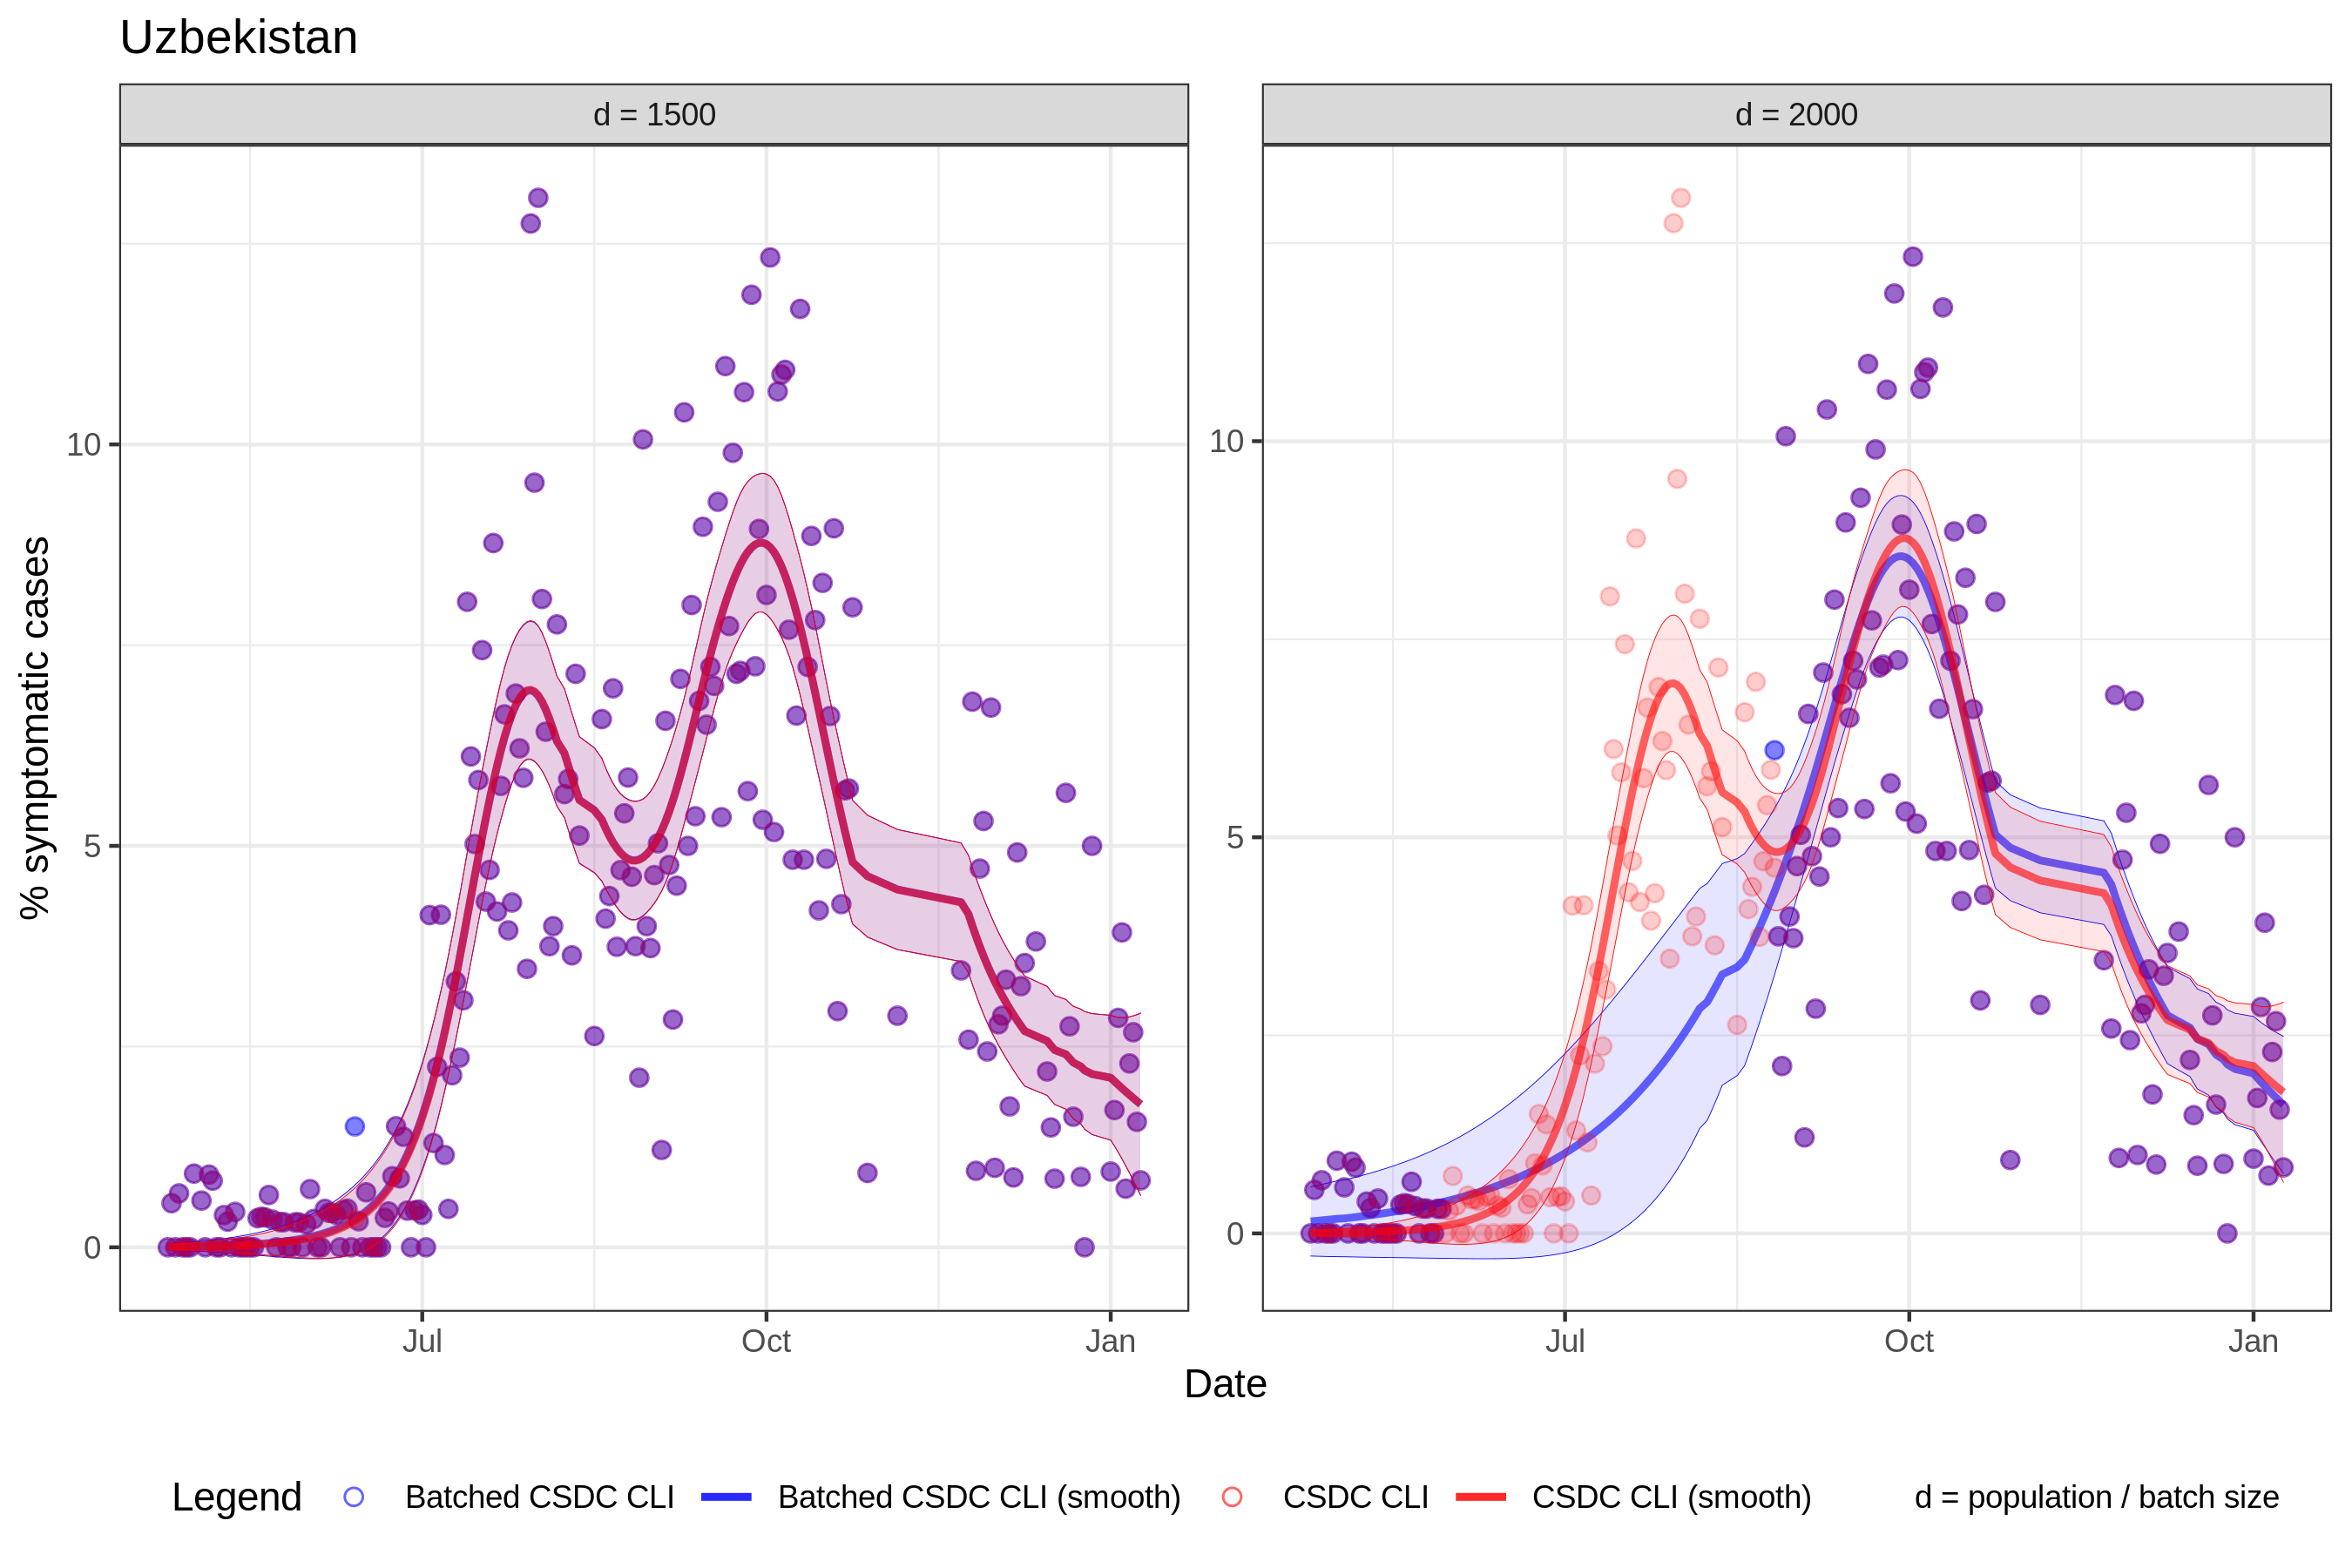 Uzbekistan
d = 1500
d = 2000
% symptomatic cases
10
5
0
10
5
0
Jul
Oct
Jan
Jul
Oct
Jan
Date
Legend
Batched CSDC CLI
Batched CSDC CLI (smooth)
CSDC CLI
CSDC CLI (smooth)
d = population / batch size